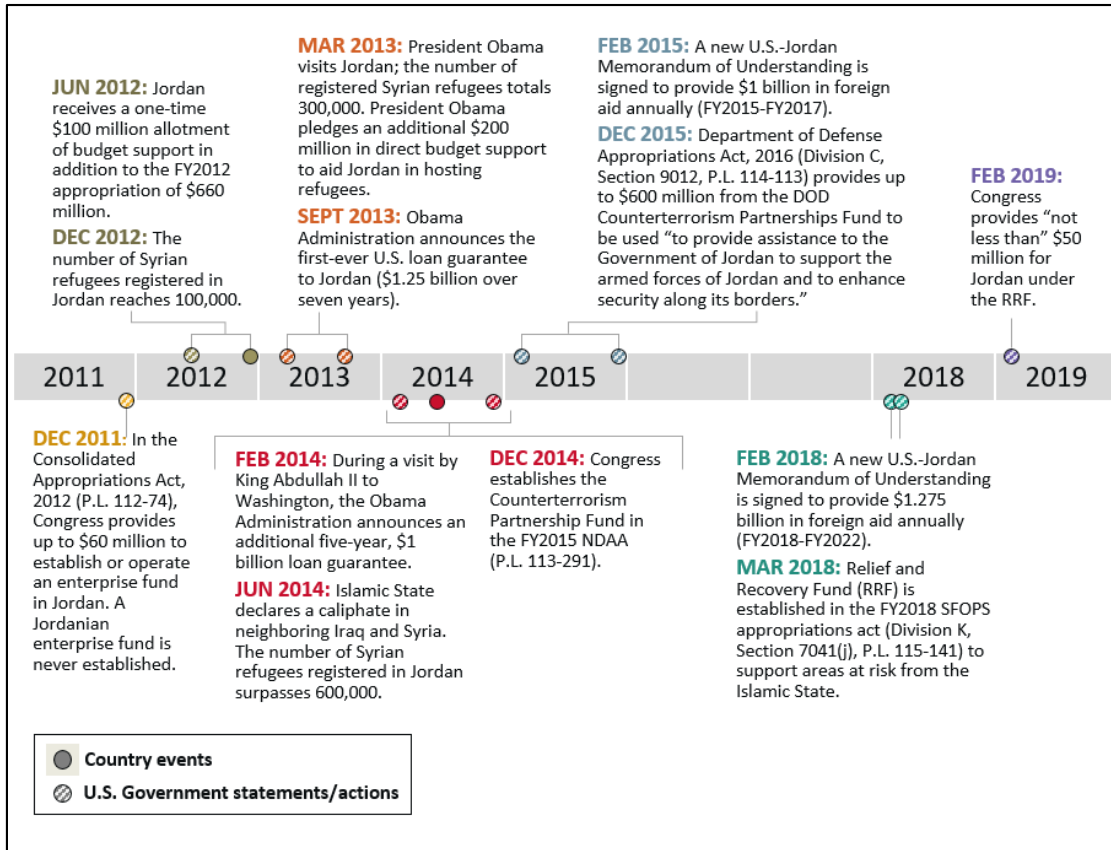 JUN 2012: Jordan
receives a one-time
$100 million allotment
of budget support in
addition to the FY2012
appropriation of $660
million.
DEC 2012: The
number of Syrian
refugees registered in
Jordan reaches 100,000.
MAR 2013: President Obama
visits Jordan; the number of
registered Syrian refugees totals
300,000. President Obama
pledges an additional $200
million in direct budget support
to aid Jordan in hosting
refugees.
SEPT 2013: Obama
Administration announces the
first-ever U.S. loan guarantee
to Jordan ($1.25 billion over
seven years).
FEB 2015: A new U.S.-Jordan
Memorandum of Understanding is
signed to provide $1 billion in foreign
aid annually (FY2015-FY2017).
DEC 2015: Department of Defense
Appropriations Act, 2016 (Division C,
Section 9012, P.L. 114-113) provides up
to $600 million from the DOD
Counterterrorism Partnerships Fund to
be used “to provide assistance to the
Government of Jordan to support the
armed forces of Jordan and to enhance
security along its borders.”
FEB 2019:
Congress
provides “not
less than” $50
million for
Jordan under
the RRF.
2011 2012 2013 2014 2015 2018 2019
DEC 2011: In the
Consolidated
Appropriations Act,
2012 (P.L. 112-74),
Congress provides
up to $60 million to
establish or operate
an enterprise fund
in Jordan. A
Jordanian
enterprise fund is
never established.
FEB 2014: During a visit by
King Abdullah II to
Washington, the Obama
Administration announces an
additional five-year, $1
billion loan guarantee.
JUN 2014: Islamic State
declares a caliphate in
neighboring Iraq and Syria.
The number of Syrian
refugees registered in Jordan
surpasses 600,000.
DEC 2014: Congress
establishes the
Counterterrorism
Partnership Fund in
the FY2015 NDAA
(P.L. 113-291).
FEB 2018: A new U.S.-Jordan
Memorandum of Understanding
is signed to provide $1.275
billion in foreign aid annually
(FY2018-FY2022).
MAR 2018: Relief and
Recovery Fund (RRF) is
established in the FY2018 SFOPS
appropriations act (Division K,
Section 7041(j), P.L. 115-141) to
support areas at risk from the
Islamic State.
Country events
U.S. Government statements/actions